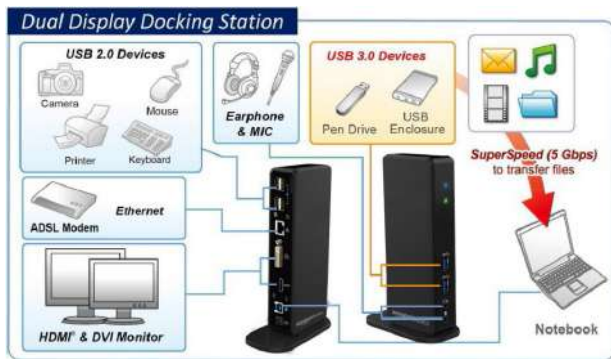 Dual Display Docking Station
USB 2.0 Devices
Camera
Mouse
Printer
Keyboard
Earphone
& MIC
USB 3.0 Devices
Pen Drive
USB
Enclosure
SuperSpeed (5 Gbps)
to transfer files
Ethernet
ADSL Modem
HDMI® & DVI Monitor
Notebook